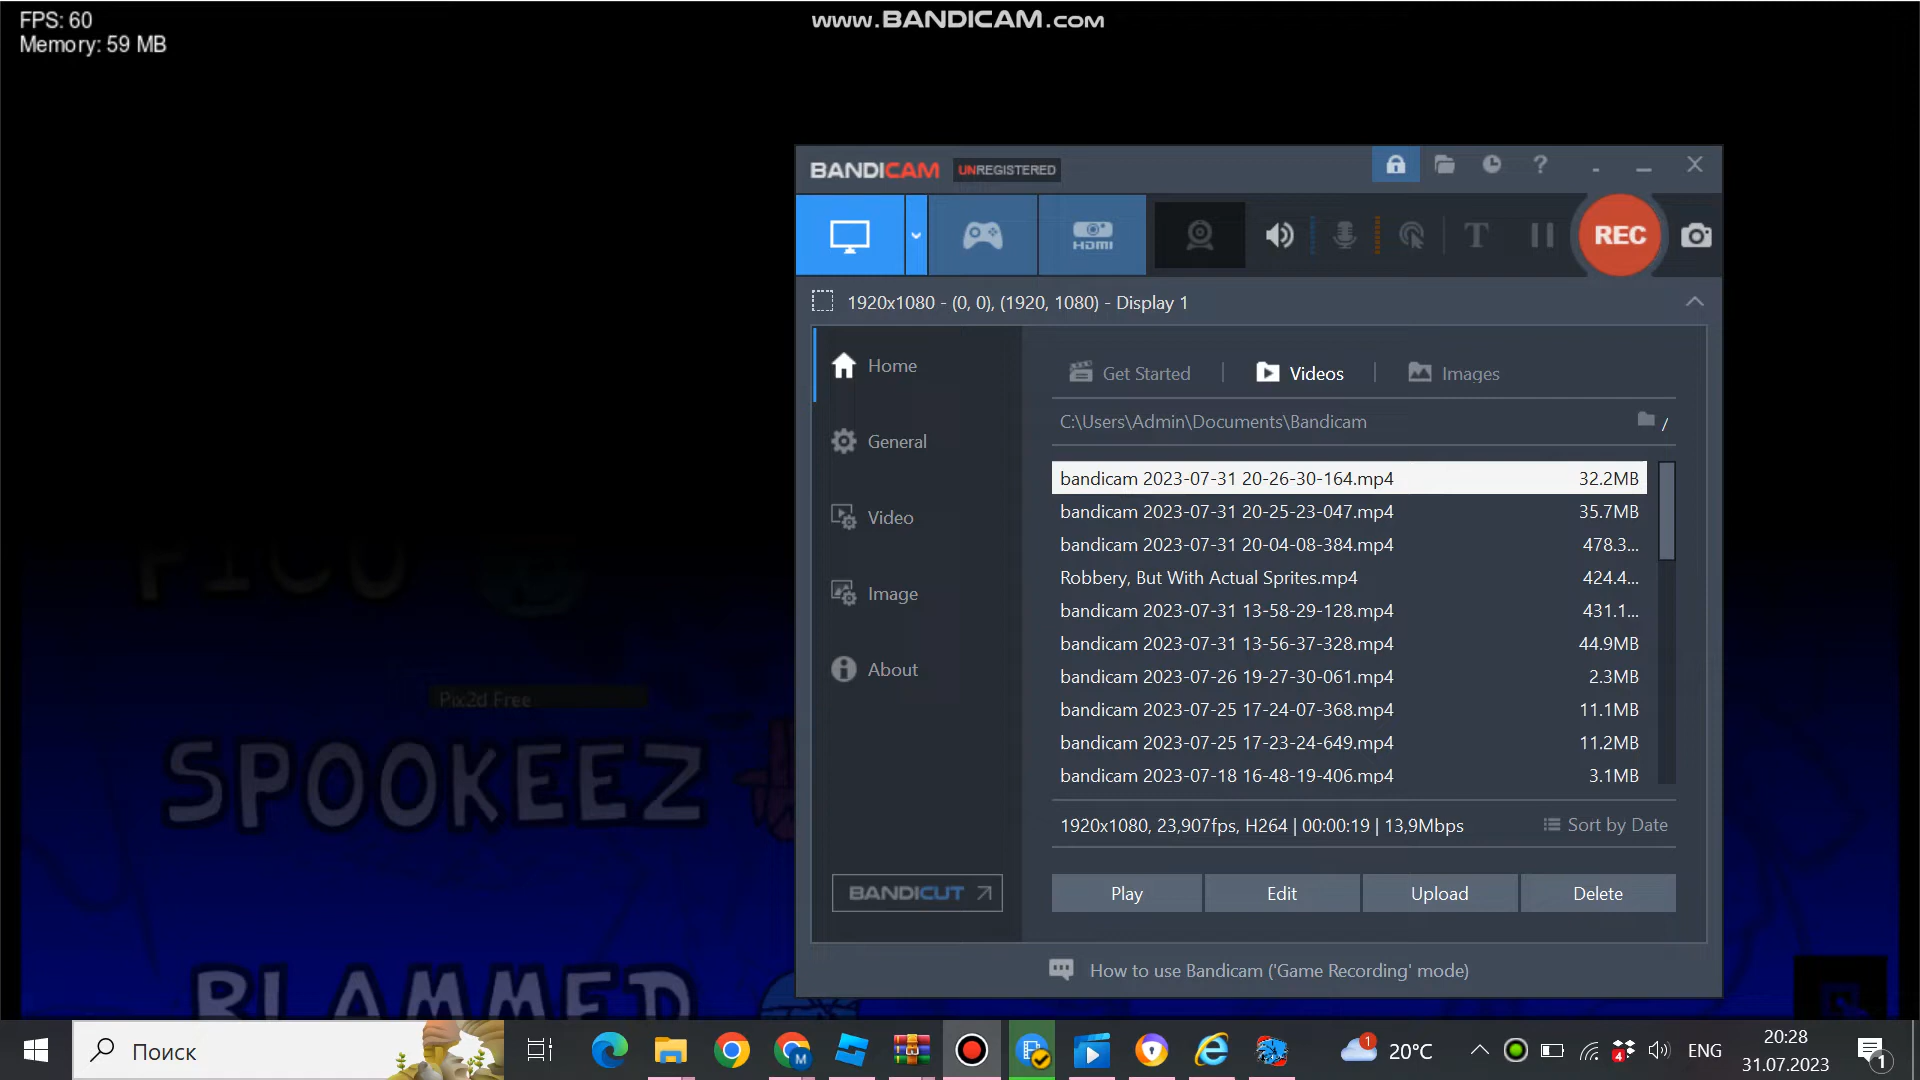 FPS: 60
Memory: 59 MB
www.BANDICAM.com
BANDICAM UNREGISTERED
HDMI
T
REC
1920x1080 - (0, 0), (1920, 1080) - Display 1
Home
General
Video
Image
About
BANDICUT
Get Started
Videos
Images
C:\Users\Admin\Documents\Bandicam
/
bandicam 2023-07-31 20-26-30-164.mp4 32.2MB
bandicam 2023-07-31 20-25-23-047.mp4 35.7MB
bandicam 2023-07-31 20-04-08-384.mp4 478.3...
Robbery, But With Actual Sprites.mp4 424.4...
bandicam 2023-07-31 13-58-29-128.mp4 431.1...
bandicam 2023-07-31 13-56-37-328.mp4 44.9MB
bandicam 2023-07-26 19-27-30-061.mp4 2.3MB
bandicam 2023-07-25 17-24-07-368.mp4 11.1MB
bandicam 2023-07-25 17-23-24-649.mp4 11.2MB
bandicam 2023-07-18 16-48-19-406.mp4 3.1MB
1920x1080, 23,907fps, H264 | 00:00:19 | 13,9Mbps
Sort by Date
Play
Edit
Upload
Delete
How to use Bandicam ('Game Recording' mode)
PICO
Pix2d Free
SPOOKEEZ
BLAMMED
Поиск
M
1
20°C
4
ENG
20:28
31.07.2023
1